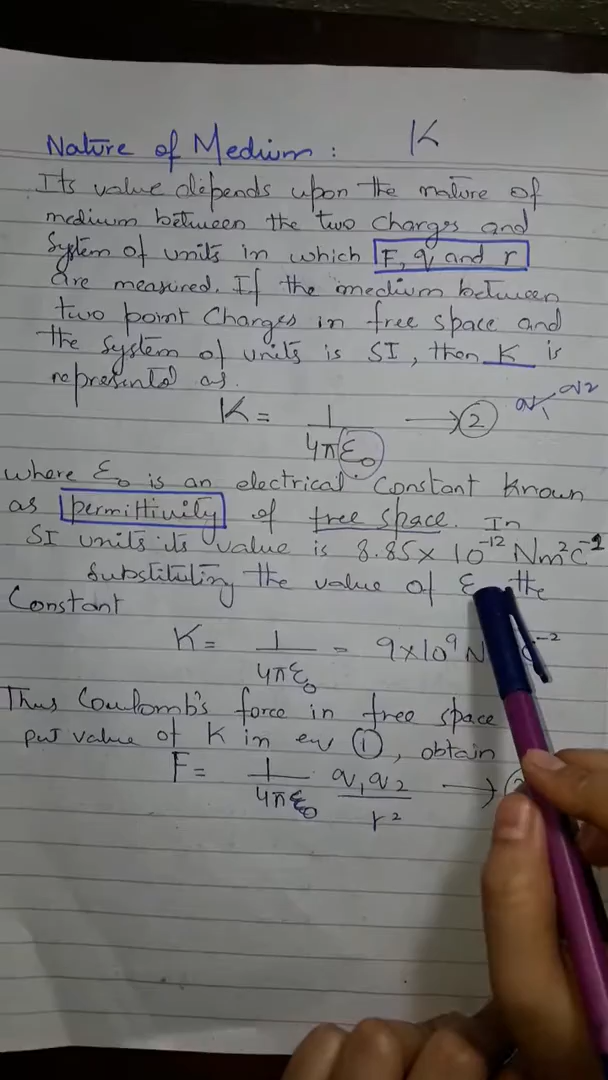 Nature of Medium : K
Its value depends upon the nature of
medium between the two charges and
System of units in which F, q and r
are measured. If the medium between
two point charges in free space and
the system of units is SI, then K is
represented as.
K = 1/4πε₀ → ②
q₁ q₂
where ε₀ is an electrical constant known
as permittivity of free space. In
SI units its value is 8.85 × 10⁻¹² Nm²c⁻²
Substituting the value of ε the
Constant
K = 1/4πε₀ = 9×10⁹ N c⁻²
Thus Coulomb's force in free space
put value of K in eq ①, obtain
F = 1/4πε₀ q₁q₂/r² →